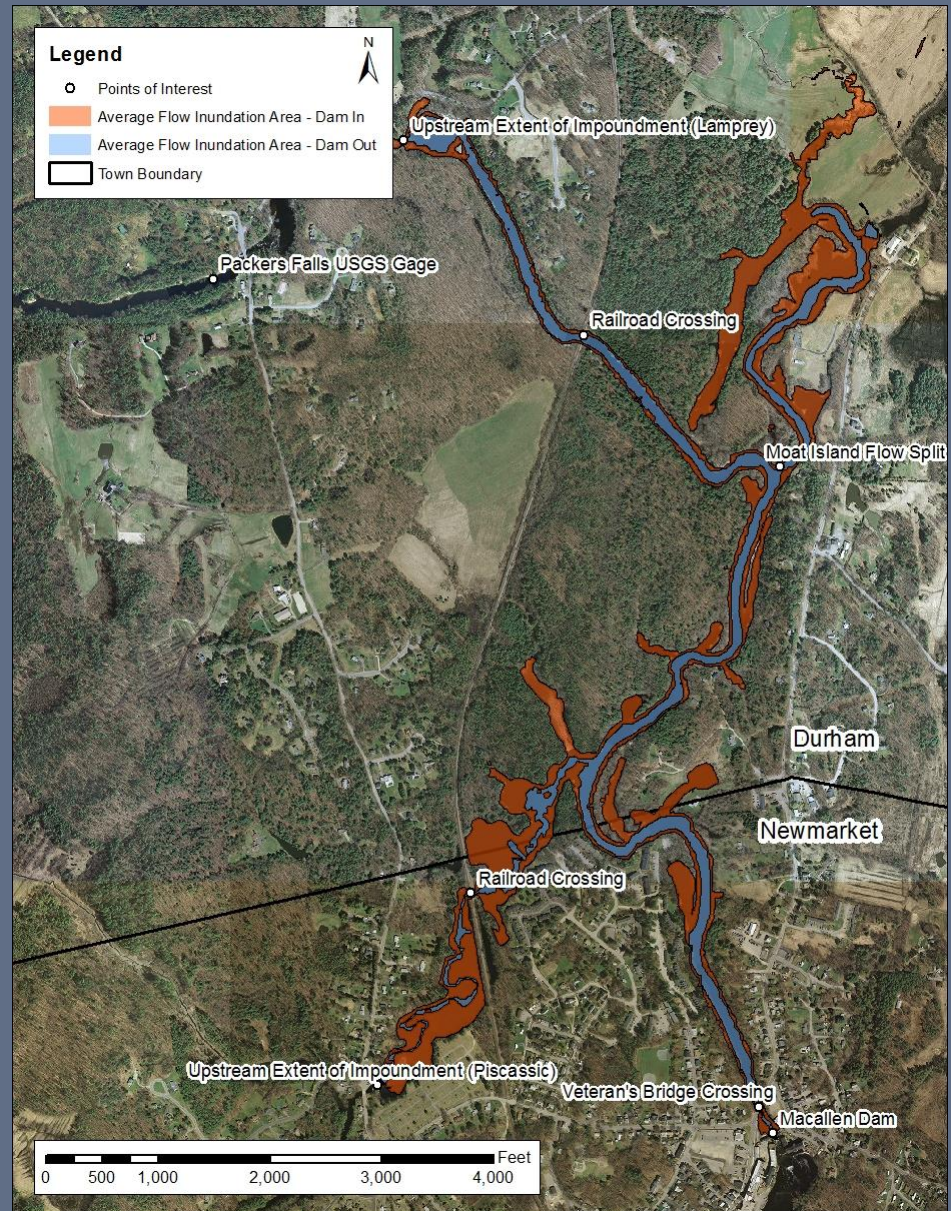 Legend
N
Points of Interest
Average Flow Inundation Area - Dam In
Average Flow Inundation Area - Dam Out
Town Boundary
Upstream Extent of Impoundment (Lamprey)
Packers Falls USGS Gage
Railroad Crossing
Moat Island Flow Split
Durham
Newmarket
Railroad Crossing
Upstream Extent of Impoundment (Piscassic)
Veteran's Bridge Crossing
Macallen Dam
Feet
0 500 1,000 2,000 3,000 4,000